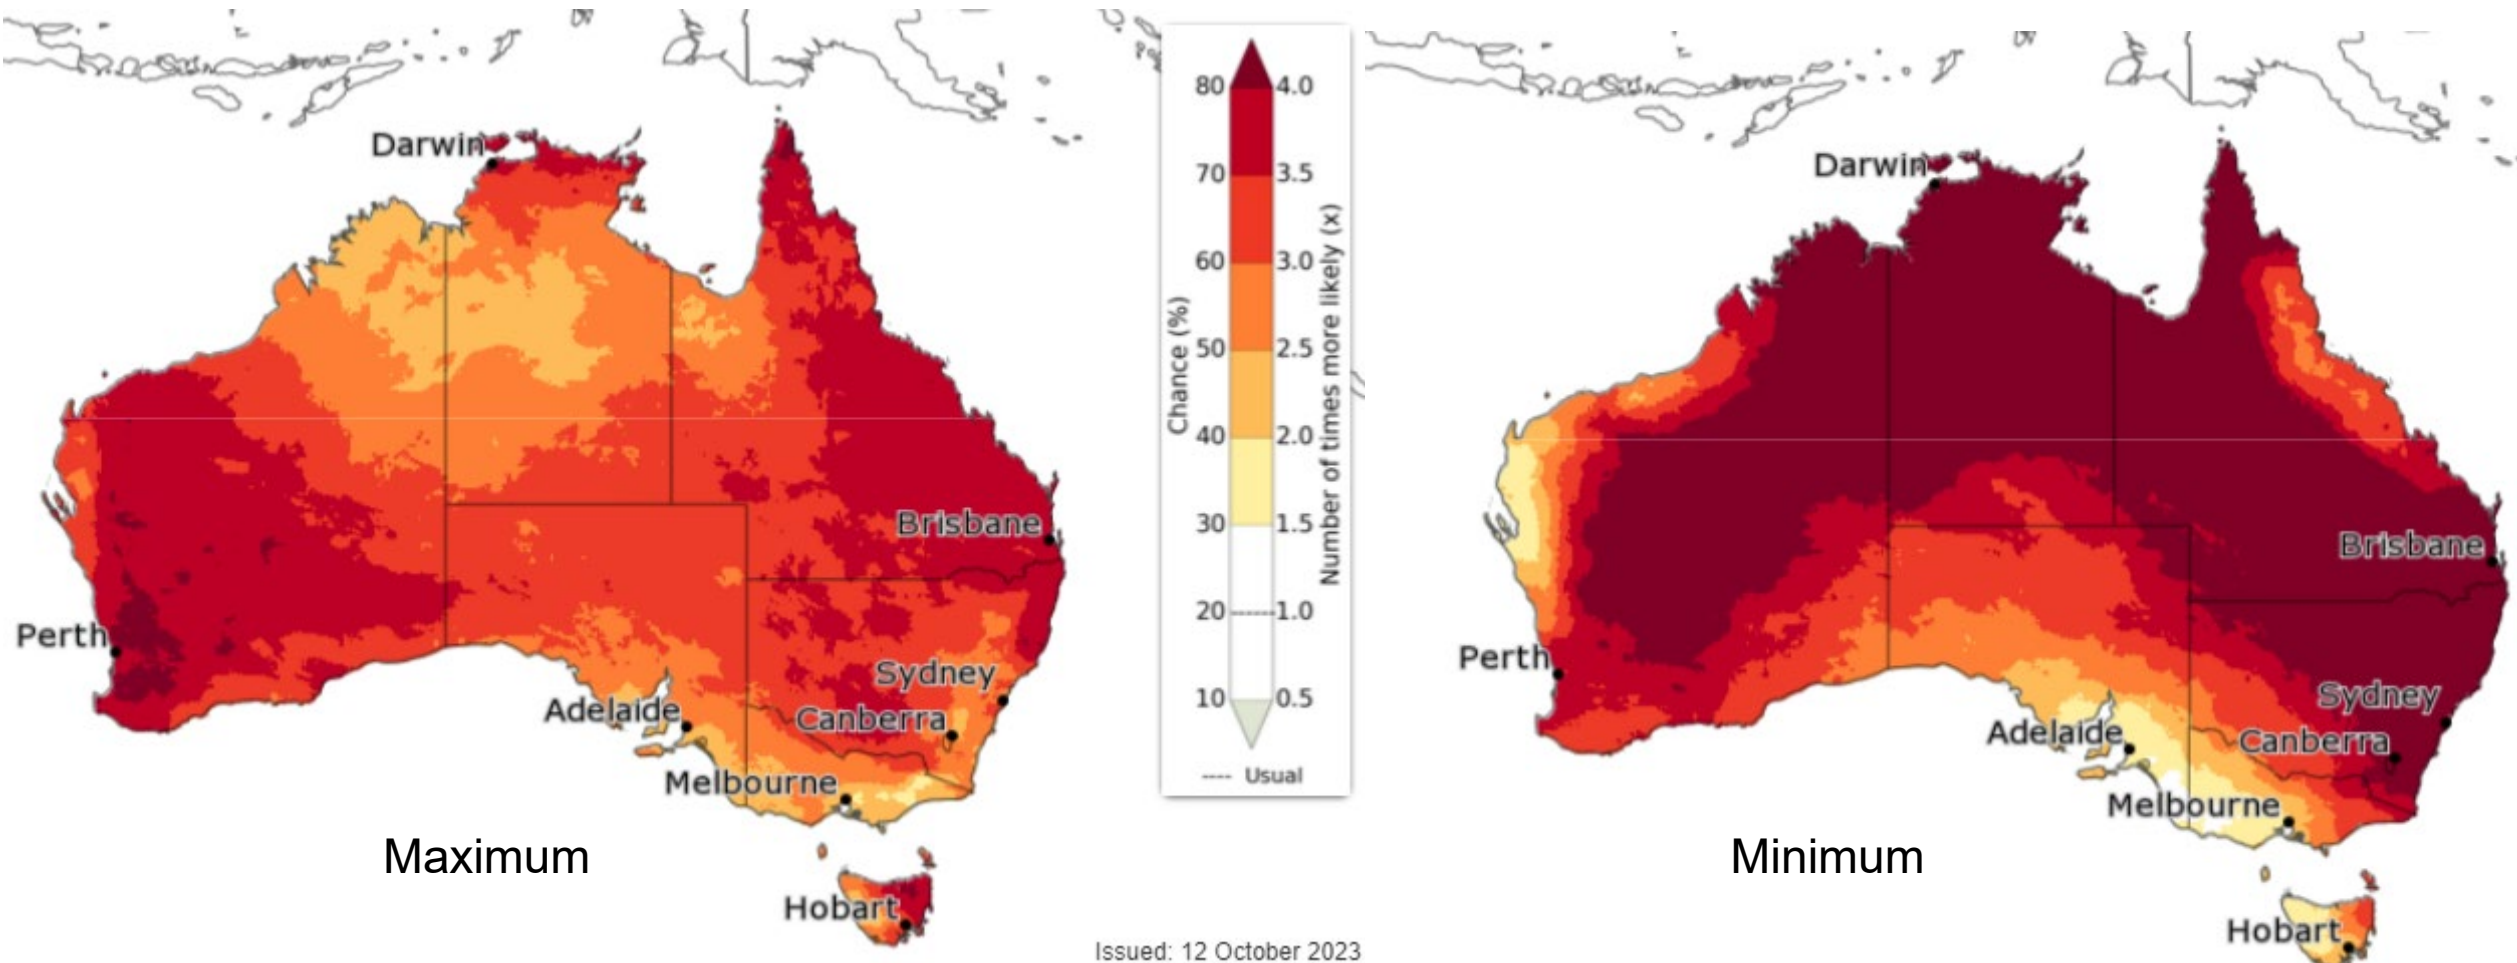 Darwin
Brisbane
Perth
Sydney
Adelaide
Canberra
Melbourne
Hobart
Maximum
80 4.0
70 3.5
60 3.0
50 2.5
40 2.0
30 1.5
20 1.0
10 0.5
Chance (%)
Number of times more likely (x)
---- Usual
Issued: 12 October 2023
Darwin
Brisbane
Perth
Sydney
Adelaide
Canberra
Melbourne
Minimum
Hobart